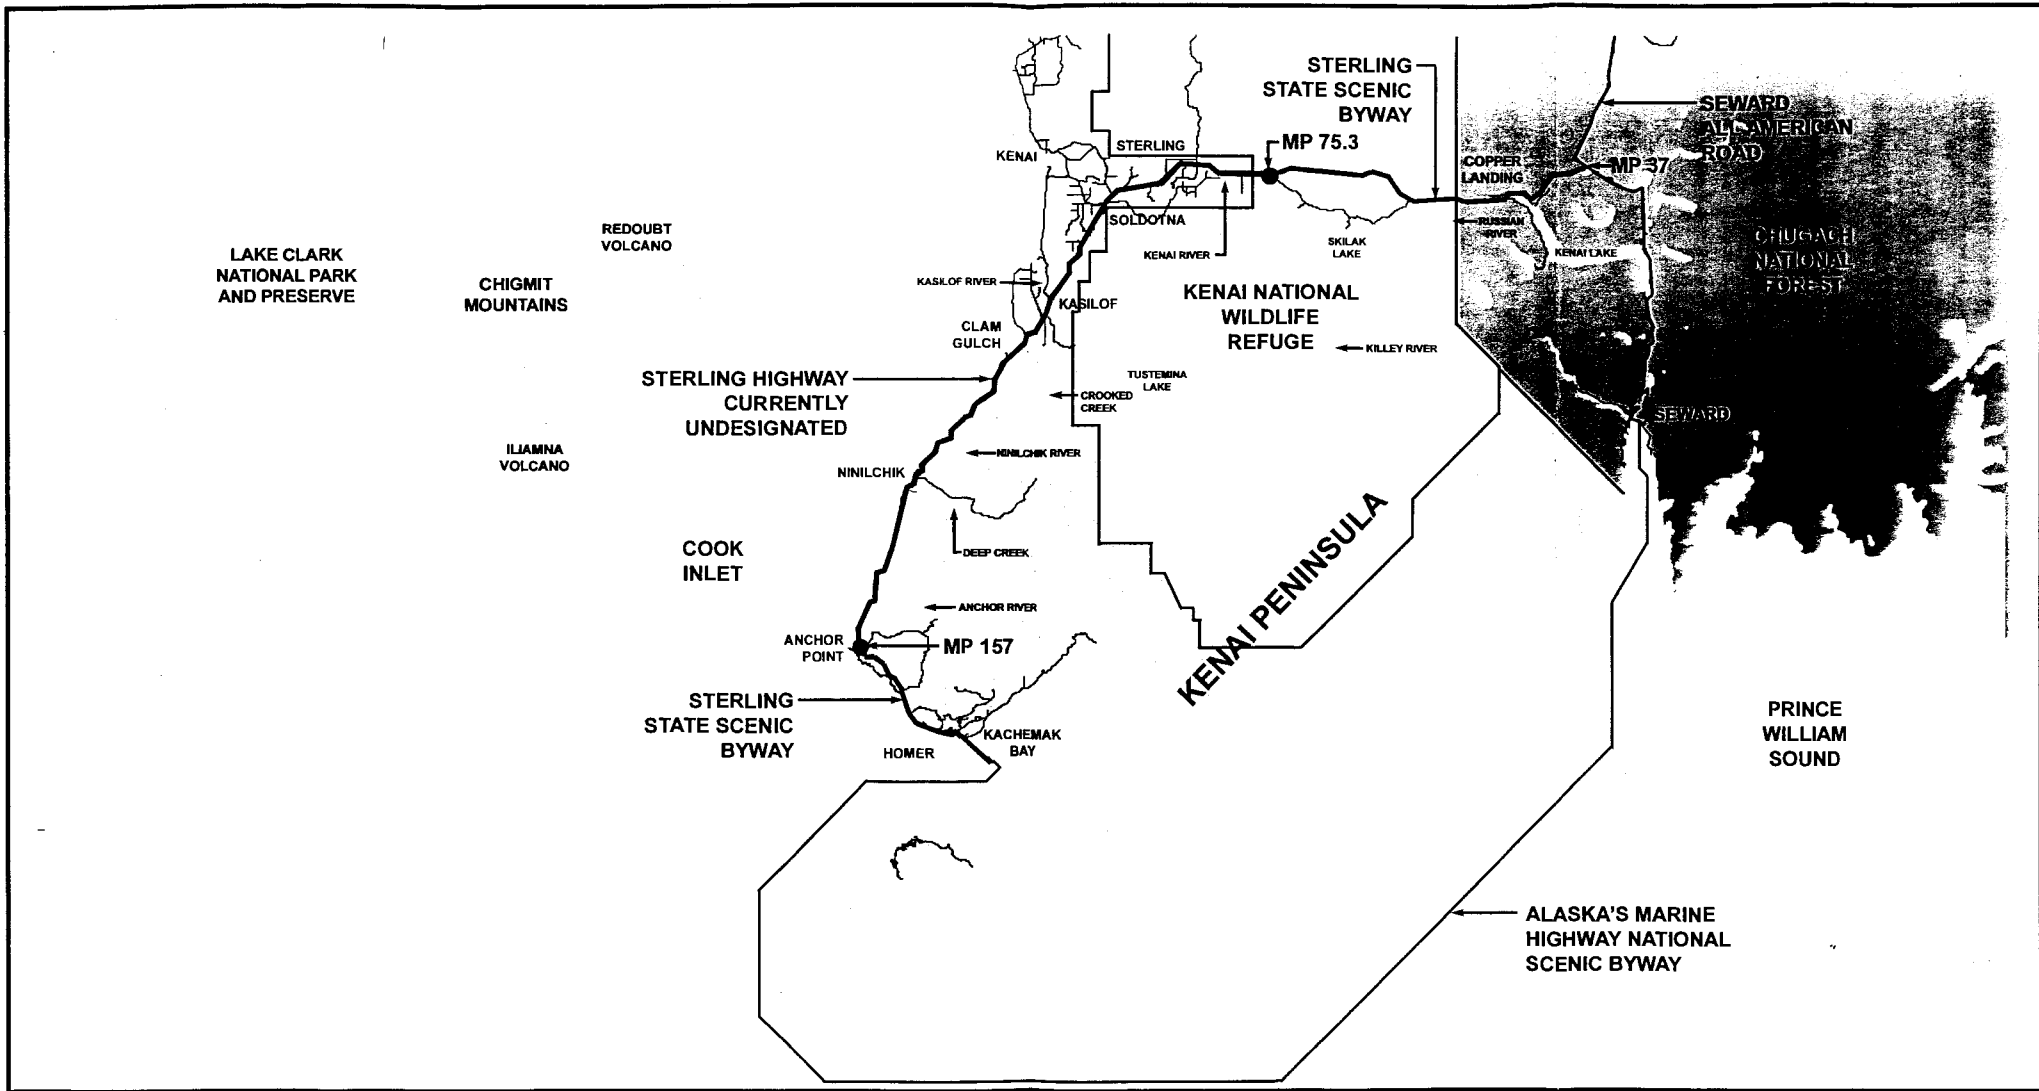 STERLING
STATE SCENIC
BYWAY
SEWARD
ALL-AMERICAN
ROAD
MP 75.3
STERLING
KENAI
COPPER
LANDING
MP 37
SOLDOTNA
RUSSIAN
RIVER
REDOUBT
VOLCANO
LAKE CLARK
NATIONAL PARK
AND PRESERVE
CHIGMIT
MOUNTAINS
KENAI RIVER
SKILAK
LAKE
KENAI LAKE
CHUGACH
NATIONAL
FOREST
KASILOF RIVER
KASILOF
KENAI NATIONAL
WILDLIFE
REFUGE
CLAM
GULCH
KILLEY RIVER
STERLING HIGHWAY
CURRENTLY
UNDESIGNATED
TUSTEMINA
LAKE
CROOKED
CREEK
SEWARD
ILIAMNA
VOLCANO
NINILCHIK RIVER
NINILCHIK
COOK
INLET
DEEP CREEK
KENAI PENINSULA
ANCHOR RIVER
ANCHOR
POINT
MP 157
STERLING
STATE SCENIC
BYWAY
KACHEMAK
BAY
HOMER
PRINCE
WILLIAM
SOUND
ALASKA'S MARINE
HIGHWAY NATIONAL
SCENIC BYWAY